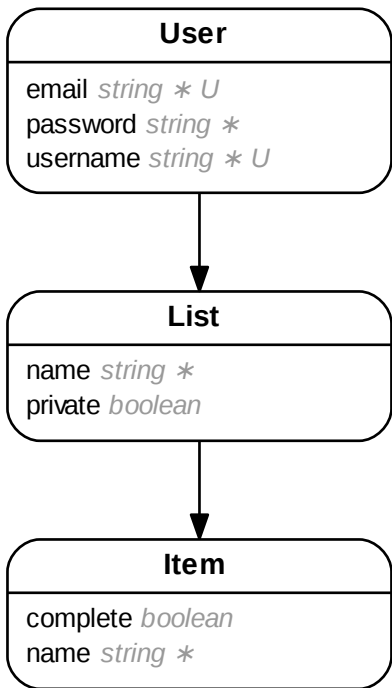 User
email string ∗ U
password string ∗
username string ∗ U
List
name string ∗
private boolean
Item
complete boolean
name string ∗